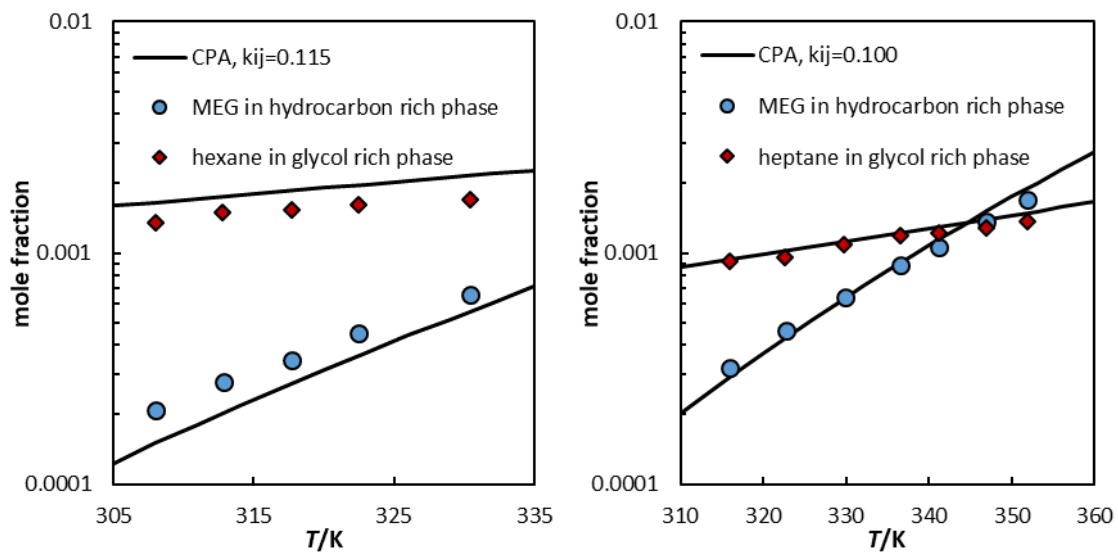 0.01
CPA, kij=0.115
MEG in hydrocarbon rich phase
hexane in glycol rich phase
mole fraction
0.001
0.0001
305 315 325 335
T/K
0.01
CPA, kij=0.100
MEG in hydrocarbon rich phase
heptane in glycol rich phase
mole fraction
0.001
0.0001
310 320 330 340 350 360
T/K